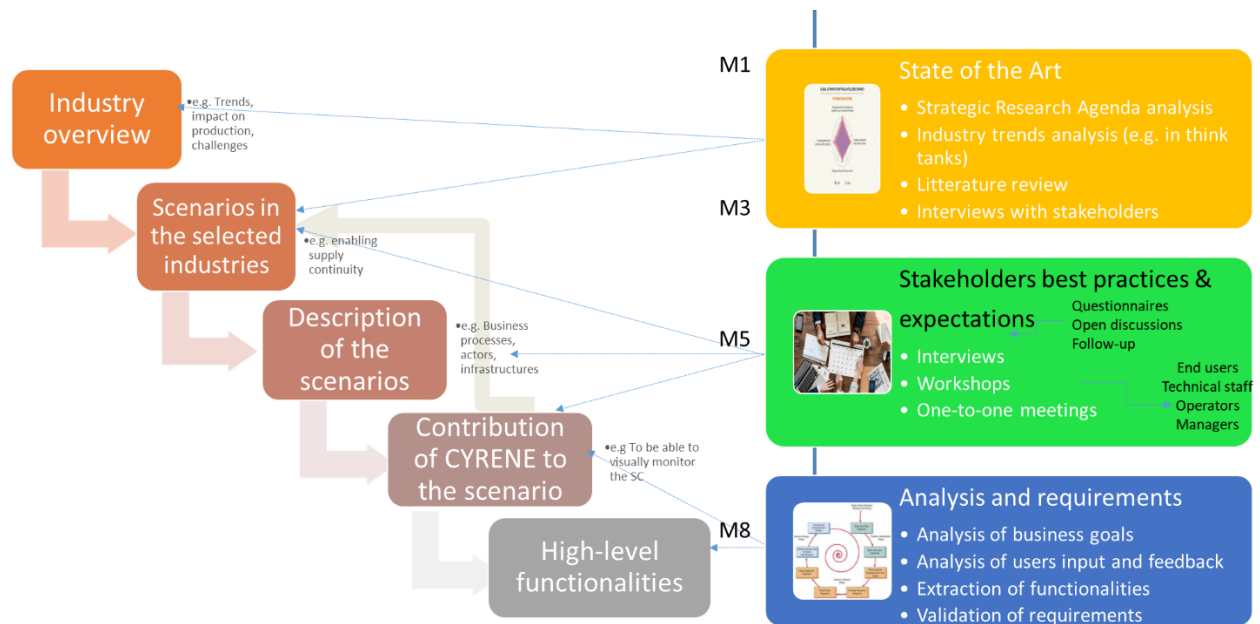 Industry
overview
•e.g. Trends,
impact on
production,
challenges
Scenarios in
the selected
industries
•e.g. enabling
supply
continuity
Description
of the
scenarios
•e.g. Business
processes,
actors,
infrastructures
Contribution
of CYRENE to
the scenario
•e.g To be able to
visually monitor
the SC
High-level
functionalities
M1
M3
M5
M8
State of the Art
• Strategic Research Agenda analysis
• Industry trends analysis (e.g. in think
tanks)
• Litterature review
• Interviews with stakeholders
Stakeholders best practices &
expectations
• Interviews
• Workshops
• One-to-one meetings
Questionnaires
Open discussions
Follow-up
End users
Technical staff
Operators
Managers
Analysis and requirements
• Analysis of business goals
• Analysis of users input and feedback
• Extraction of functionalities
• Validation of requirements